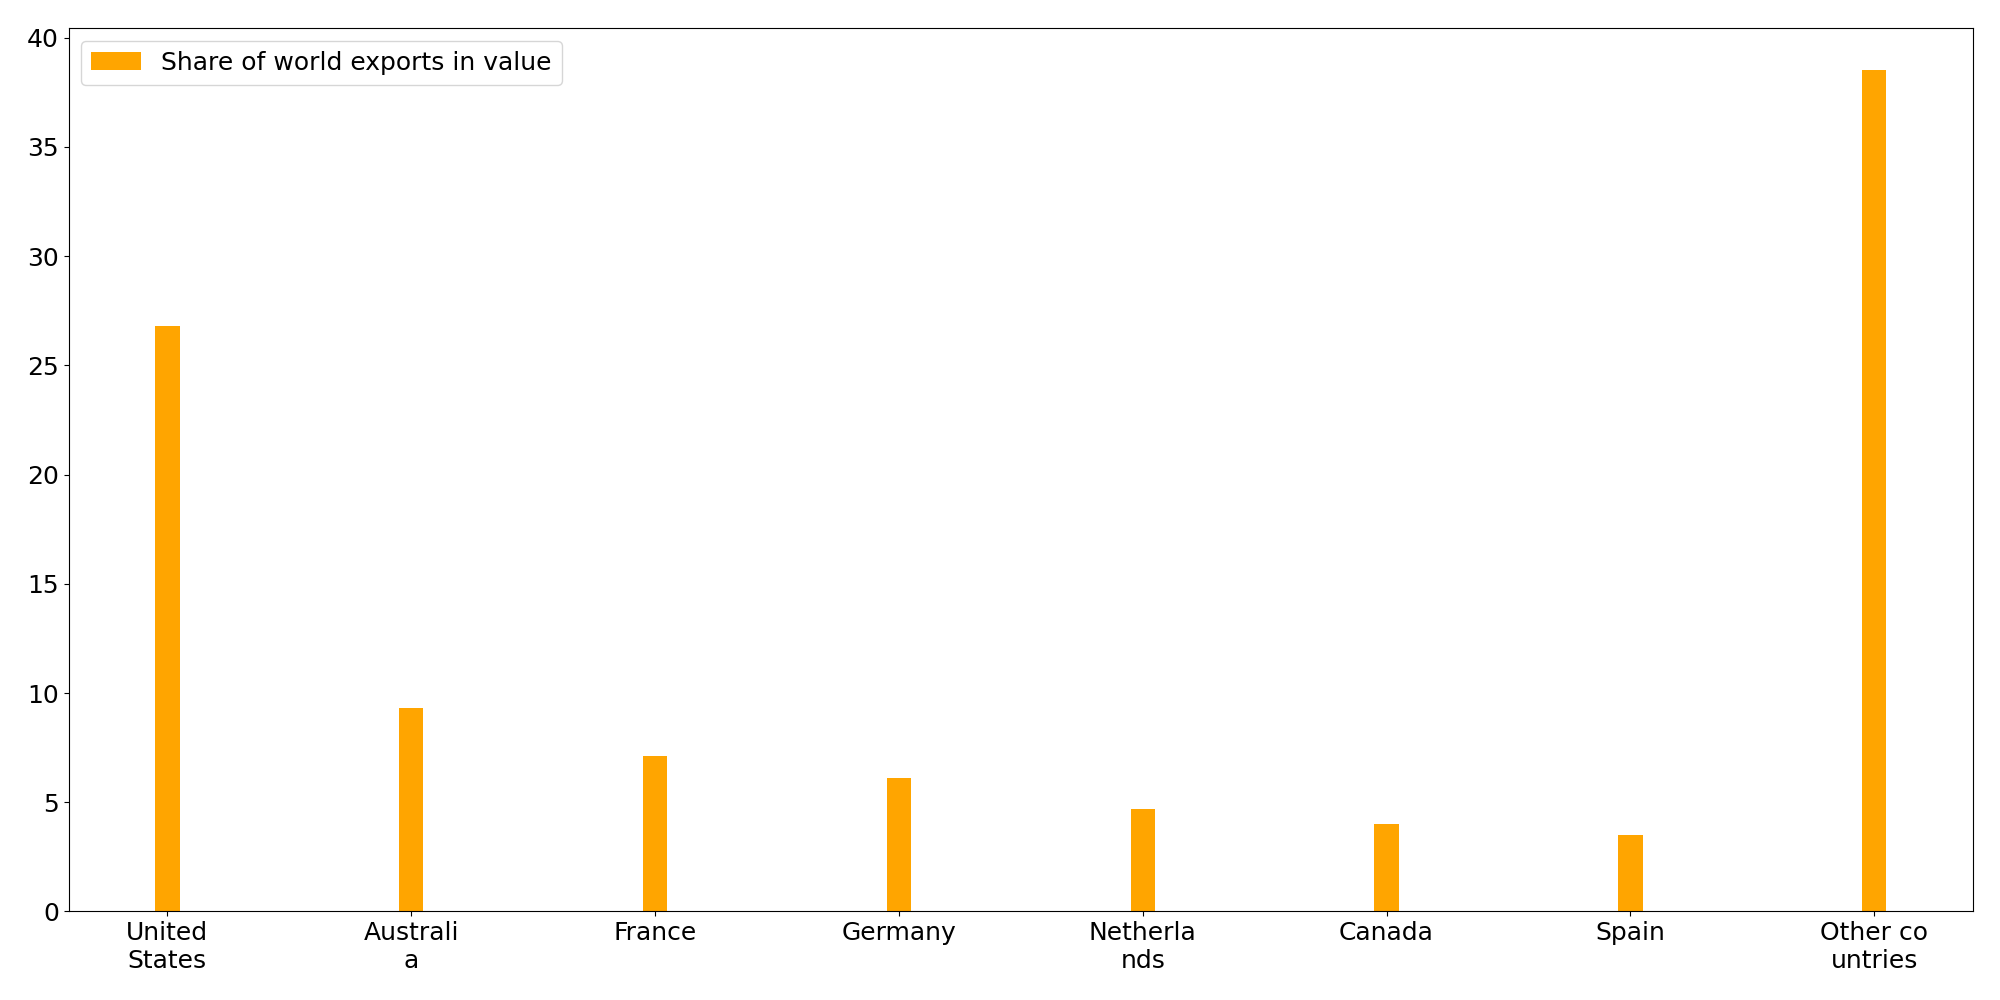 Share of world exports in value
40
35
30
25
20
15
10
5
0
United
States
Australi
a
France
Germany
Netherla
nds
Canada
Spain
Other co
untries